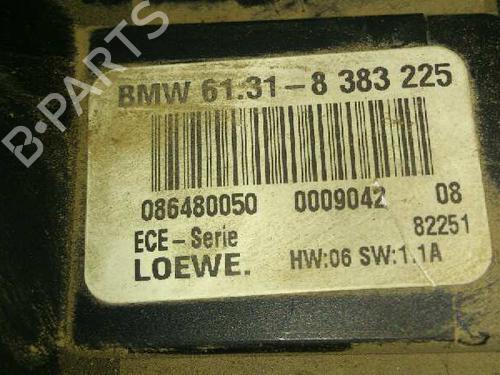 BMW 61.31-8 383 225
086480050 0009042 08
82251
ECE-Serie
LOEWE. HW:06 SW:1.1A
B-PARTS
B-PARTS